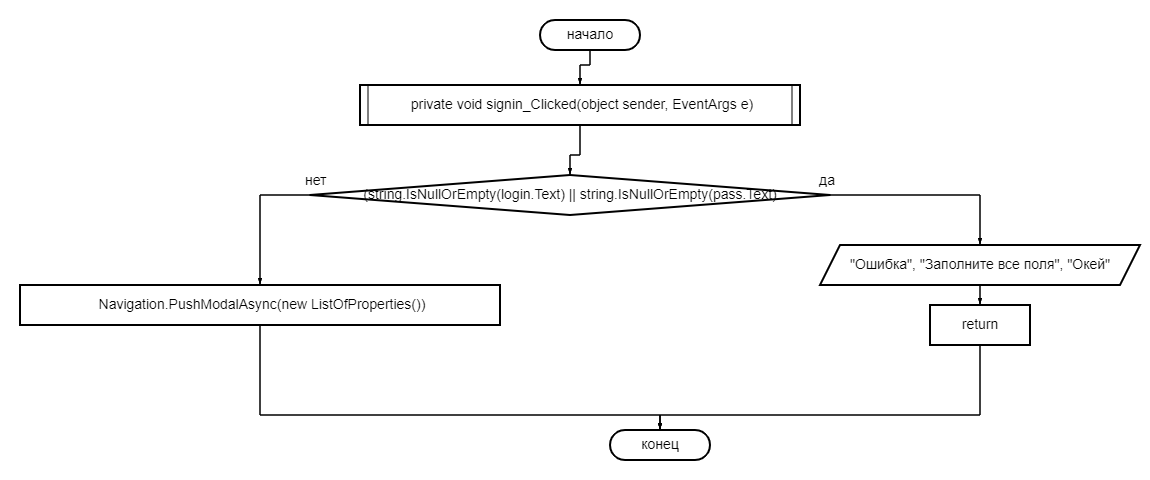 начало
private void signin_Clicked(object sender, EventArgs e)
нет
да
(string.IsNullOrEmpty(login.Text) || string.IsNullOrEmpty(pass.Text)
"Ошибка", "Заполните все поля", "Окей"
Navigation.PushModalAsync(new ListOfProperties())
return
конец